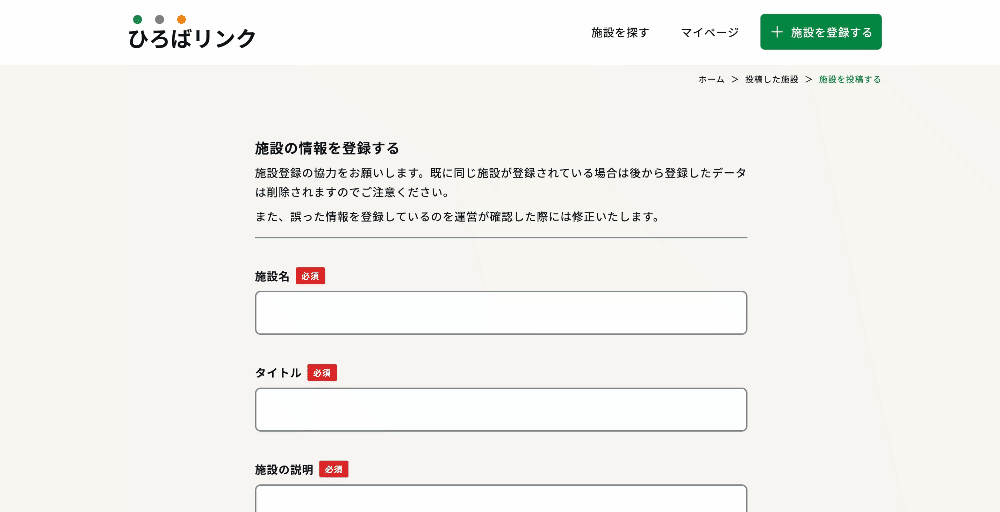 ひろばリンク
施設を探す
マイページ
＋ 施設を登録する
ホーム ＞ 投稿した施設 ＞ 施設を投稿する
施設の情報を登録する
施設登録の協力をお願いします。既に同じ施設が登録されている場合は後から登録したデータ
は削除されますのでご注意ください。
また、誤った情報を登録しているのを運営が確認した際には修正いたします。
施設名 必須
タイトル 必須
施設の説明 必須